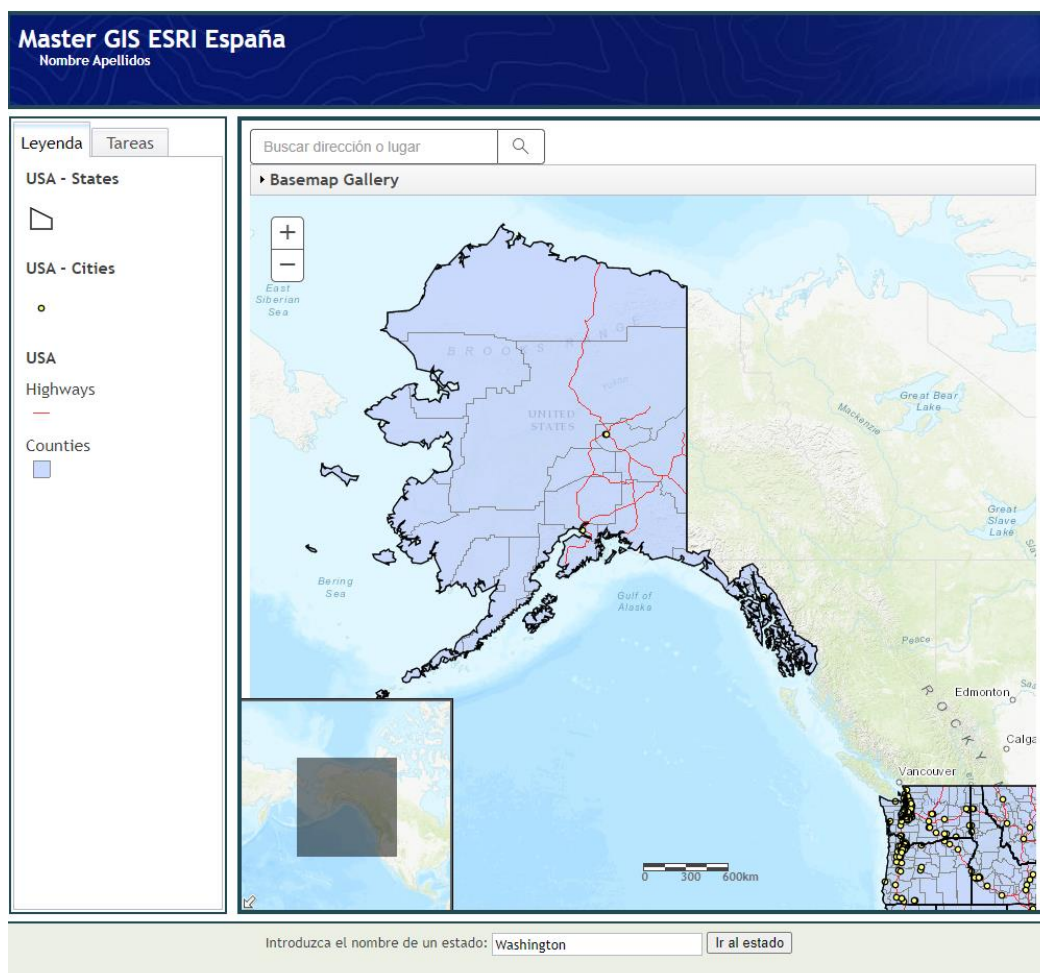 Master GIS ESRI España
Nombre Apellidos
Leyenda
Tareas
USA - States
USA - Cities
USA
Highways
Counties
Buscar dirección o lugar
Basemap Gallery
+
−
East
Siberian
Sea
BROOKS RANGE
Yukon
UNITED
STATES
Mackenzie
Great Bear
Lake
Great
Slave
Lake
Bering
Sea
Gulf of
Alaska
Peace
ROCKY
Edmonton
Calga
Vancouver
0 300 600km
Introduzca el nombre de un estado: Washington Ir al estado